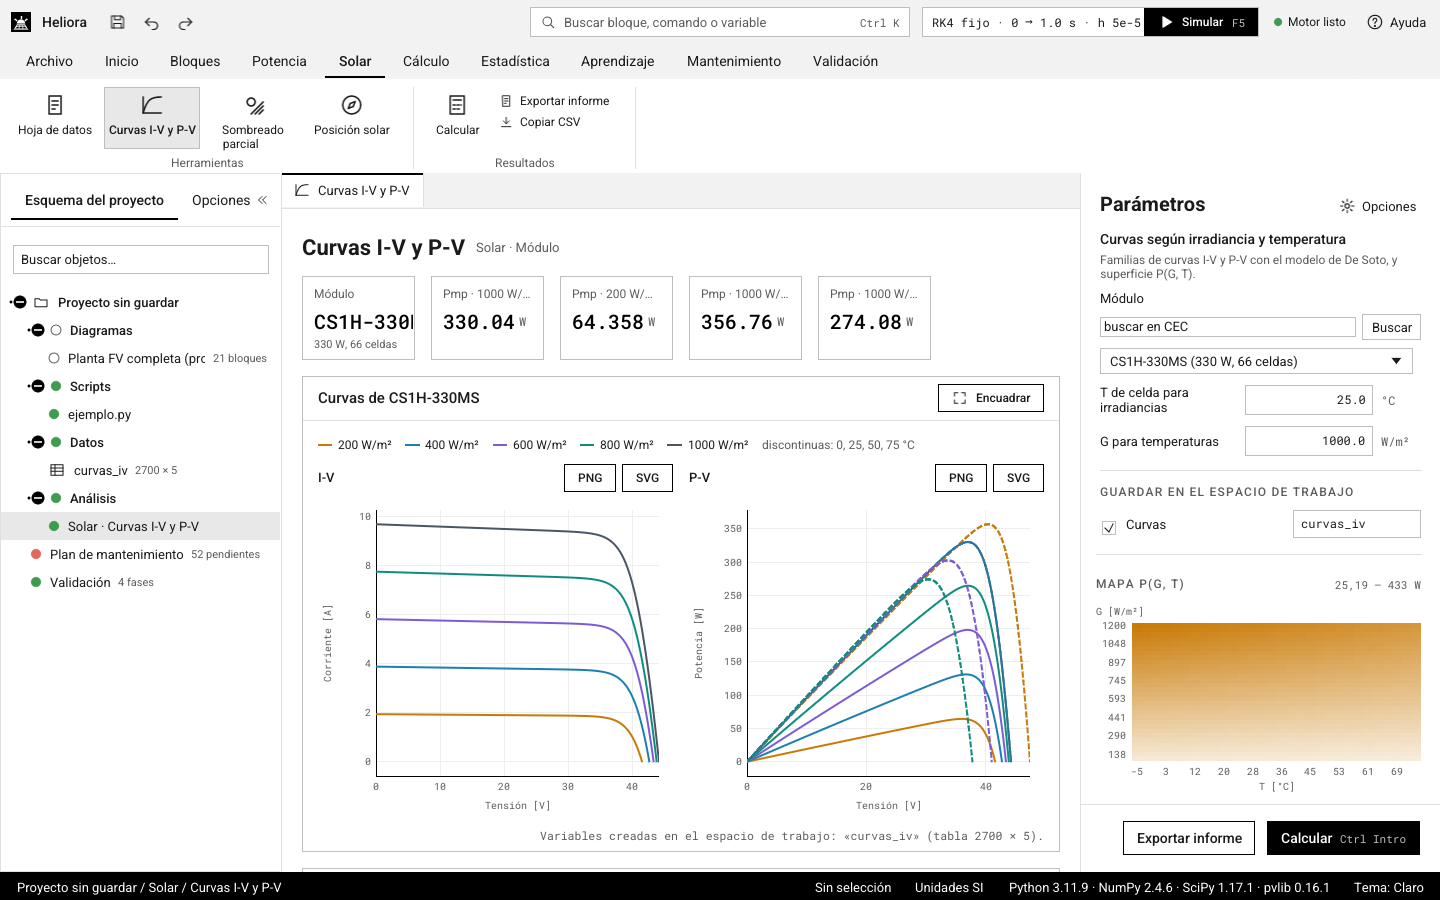 Heliora
Buscar bloque, comando o variable Ctrl K
RK4 fijo · 0 → 1.0 s · h 5e-5
Simular F5
Motor listo
Ayuda
Archivo Inicio Bloques Potencia Solar Cálculo Estadística Aprendizaje Mantenimiento Validación
Hoja de datos
Curvas I-V y P-V
Sombreado
parcial
Posición solar
Herramientas
Calcular
Exportar informe
Copiar CSV
Resultados
Esquema del proyecto Opciones
Buscar objetos...
Proyecto sin guardar
Diagramas
Planta FV completa (prc 21 bloques
Scripts
ejemplo.py
Datos
curvas_iv 2700 × 5
Análisis
Solar · Curvas I-V y P-V
Plan de mantenimiento 52 pendientes
Validación 4 fases
Curvas I-V y P-V
Curvas I-V y P-V Solar · Módulo
Módulo
CS1H-330
330 W, 66 celdas
Pmp · 1000 W/...
330.04 W
Pmp · 200 W/...
64.358 W
Pmp · 1000 W/...
356.76 W
Pmp · 1000 W/...
274.08 W
Curvas de CS1H-330MS
Encuadrar
200 W/m² 400 W/m² 600 W/m² 800 W/m² 1000 W/m² discontinuas: 0, 25, 50, 75 °C
I-V PNG SVG
P-V PNG SVG
Corriente [A]
10
8
6
4
2
0
0 10 20 30 40
Tensión [V]
Potencia [W]
350
300
250
200
150
100
50
0
0 20 40
Tensión [V]
Variables creadas en el espacio de trabajo: «curvas_iv» (tabla 2700 × 5).
Parámetros
Opciones
Curvas según irradiancia y temperatura
Familias de curvas I-V y P-V con el modelo de De Soto, y
superficie P(G, T).
Módulo
buscar en CEC Buscar
CS1H-330MS (330 W, 66 celdas)
T de celda para
irradiancias
25.0 °C
G para temperaturas 1000.0 W/m²
GUARDAR EN EL ESPACIO DE TRABAJO
Curvas curvas_iv
MAPA P(G, T) 25,19 – 433 W
G [W/m²]
1200
1048
897
745
593
441
290
138
-5 3 12 20 28 36 45 53 61 69
T [°C]
Exportar informe
Calcular Ctrl Intro
Proyecto sin guardar / Solar / Curvas I-V y P-V
Sin selección
Unidades SI
Python 3.11.9 · NumPy 2.4.6 · SciPy 1.17.1 · pvlib 0.16.1
Tema: Claro